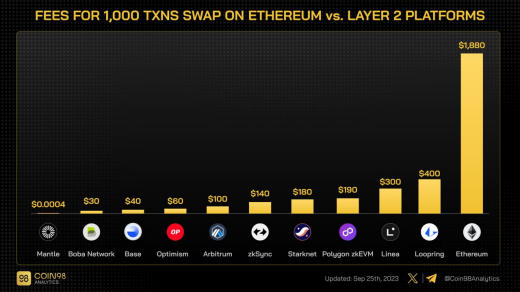 FEES FOR 1,000 TXNS SWAP ON ETHEREUM vs. LAYER 2 PLATFORMS
$0.0004 $30 $40 $60 $100 $140 $180 $190 $300 $400 $1,880
OP
Mantle Boba Network Base Optimism Arbitrum zkSync Starknet Polygon zkEVM Linea Loopring Ethereum
98 COIN98
ANALYTICS
Updated: Sep 25th, 2023
@Coin98Analytics